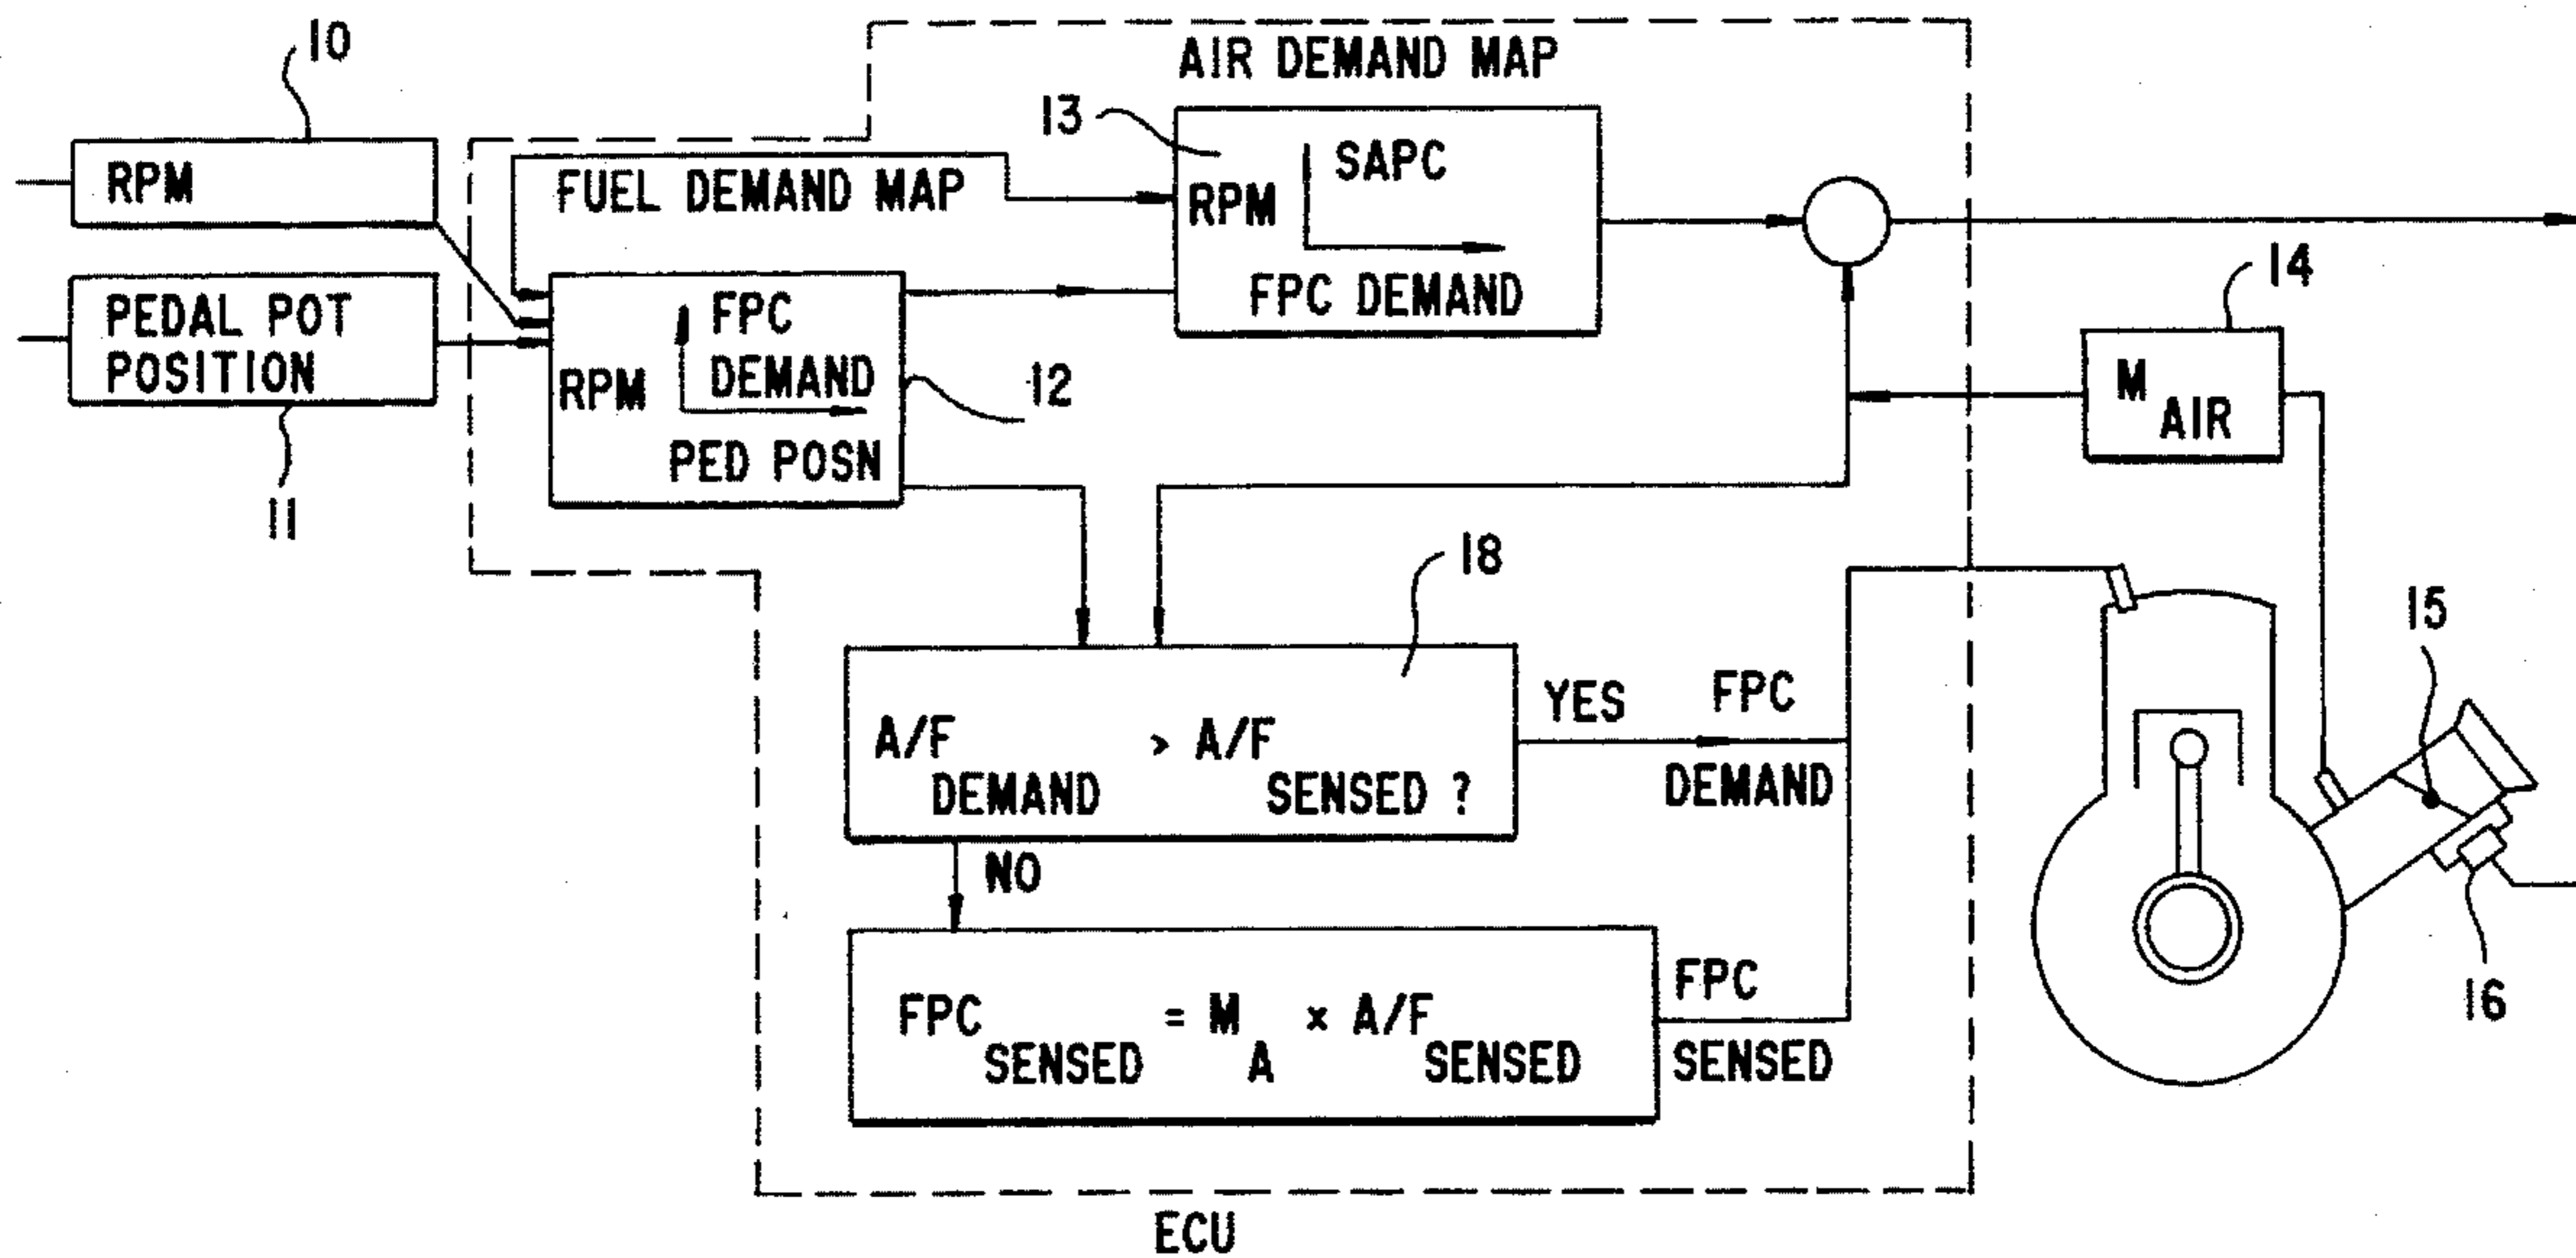 10
AIR DEMAND MAP
13
RPM
FUEL DEMAND MAP
SAPC
RPM
FPC DEMAND
14
PEDAL POT
POSITION
11
FPC
DEMAND
RPM
PED POSN
12
M AIR
18
15
A/F DEMAND > A/F SENSED ?
YES
FPC
DEMAND
NO
FPC SENSED = M A × A/F SENSED
FPC
SENSED
16
ECU